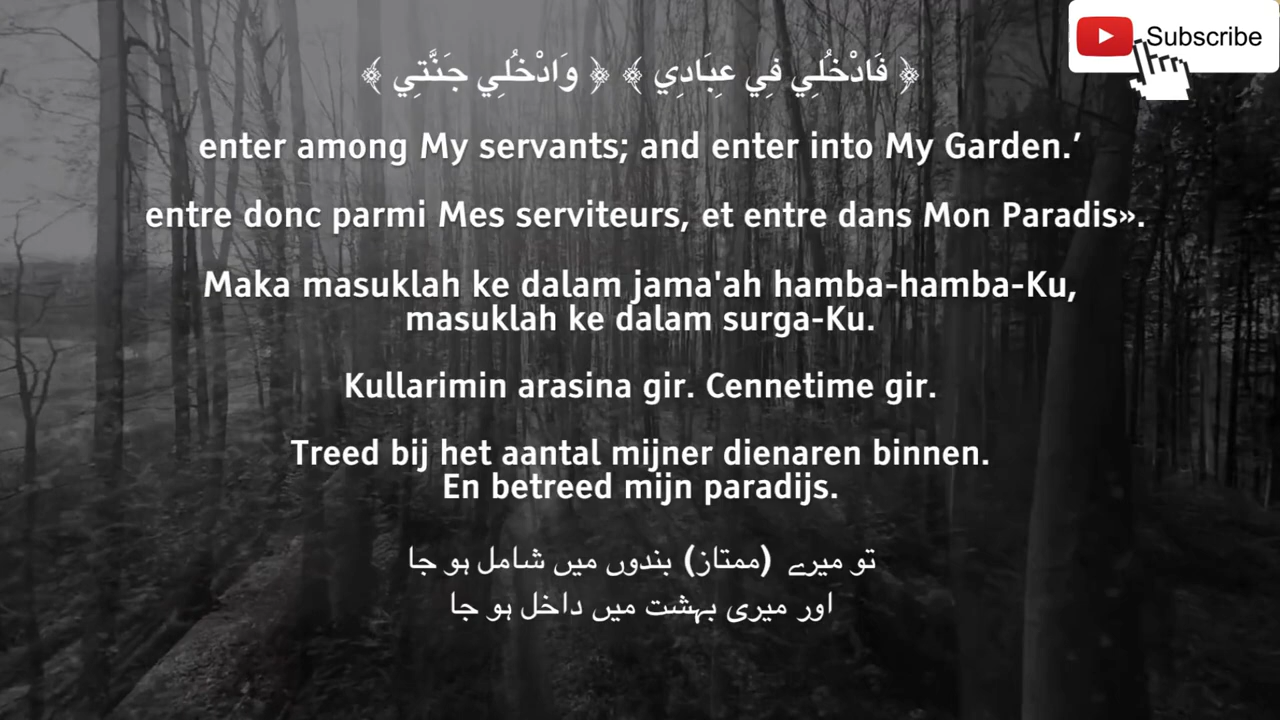 Subscribe
﴿ فَادْخُلِي فِي عِبَادِي ﴾ ﴿ وَادْخُلِي جَنَّتِي ﴾
enter among My servants; and enter into My Garden.’
entre donc parmi Mes serviteurs, et entre dans Mon Paradis».
Maka masuklah ke dalam jama'ah hamba-hamba-Ku,
masuklah ke dalam surga-Ku.
Kullarimin arasina gir. Cennetime gir.
Treed bij het aantal mijner dienaren binnen.
En betreed mijn paradijs.
تو میرے (ممتاز) بندوں میں شامل ہو جا
اور میری بہشت میں داخل ہو جا